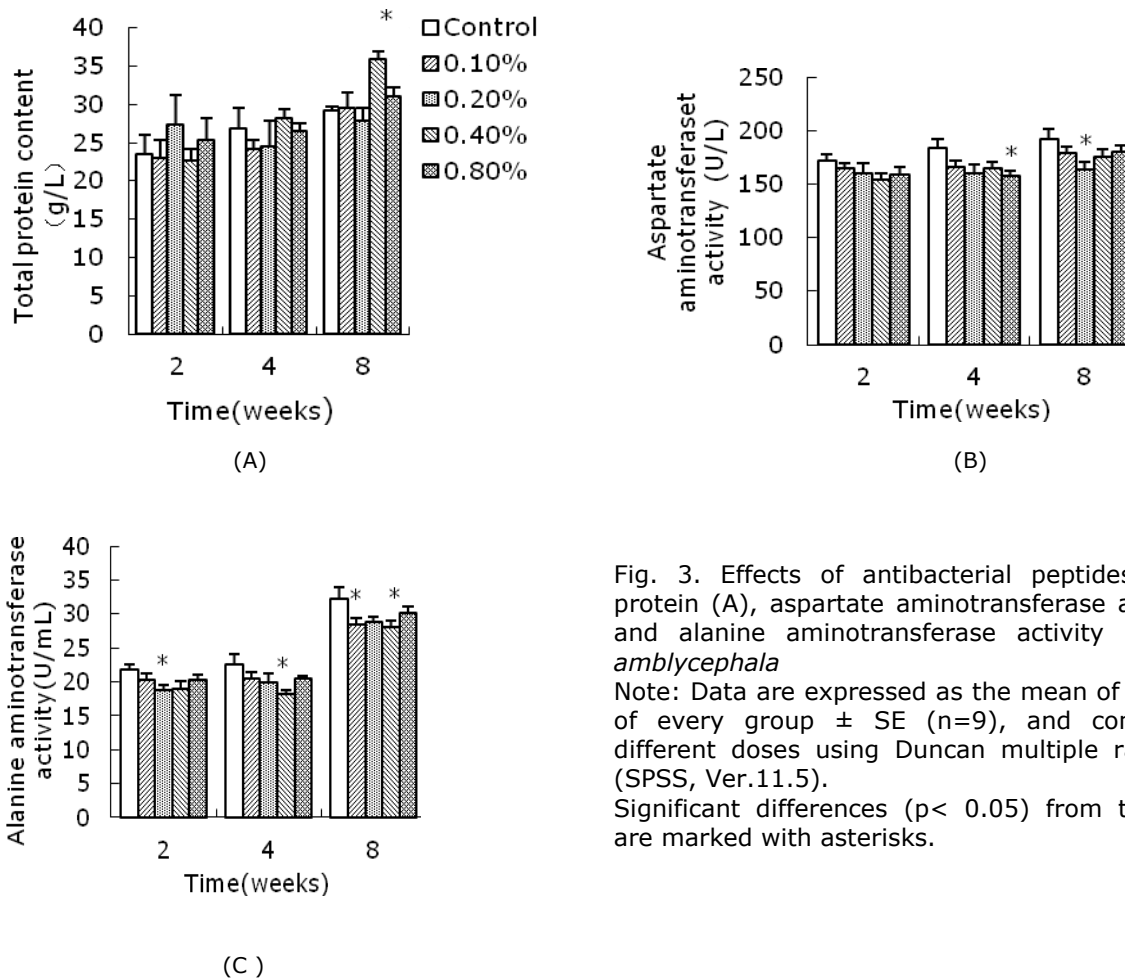 40
35
30
25
20
15
10
5
0
Total protein content
(g/L)
*
Control
0.10%
0.20%
0.40%
0.80%
2 4 8
Time(weeks)
(A)
250
200
150
100
50
0
Aspartate
aminotransferaset
activity (U/L)
* *
2 4 8
Time(weeks)
(B)
40
35
30
25
20
15
10
5
0
Alanine aminotransferase
activity(U/mL)
* * * *
2 4 8
Time(weeks)
(C )
Fig. 3. Effects of antibacterial peptides
protein (A), aspartate aminotransferase a
and alanine aminotransferase activity
amblycephala
Note: Data are expressed as the mean of
of every group ± SE (n=9), and con
different doses using Duncan multiple ra
(SPSS, Ver.11.5).
Significant differences (p< 0.05) from t
are marked with asterisks.